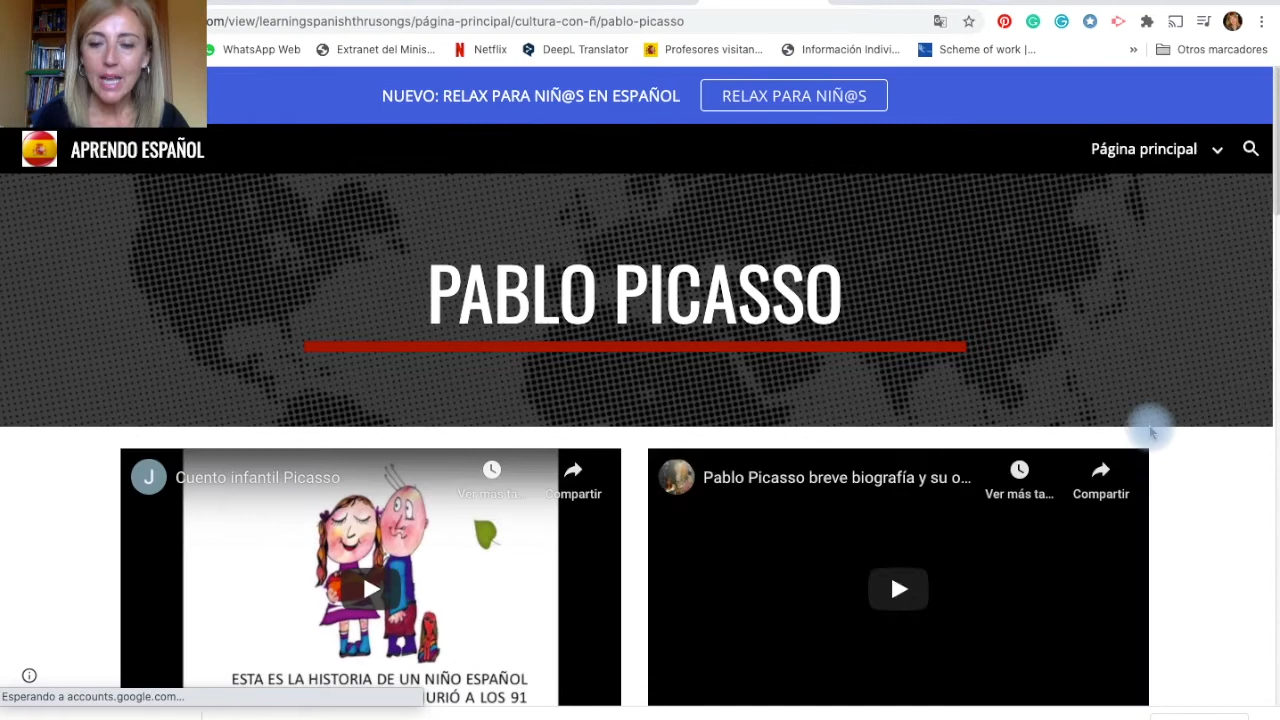 om/view/learningspanishthrusongs/página-principal/cultura-con-ñ/pablo-picasso
WhatsApp Web
Extranet del Minis...
Netflix
DeepL Translator
Profesores visitan...
Información Indivi...
Scheme of work |...
»
Otros marcadores
NUEVO: RELAX PARA NIÑ@S EN ESPAÑOL
RELAX PARA NIÑ@S
APRENDO ESPAÑOL
Página principal
PABLO PICASSO
J
Cuento infantil Picasso
Ver más ta...
Compartir
ESTA ES LA HISTORIA DE UN NIÑO ESPAÑOL
URIÓ A LOS 91
Pablo Picasso breve biografía y su o...
Ver más ta...
Compartir
Esperando a accounts.google.com...